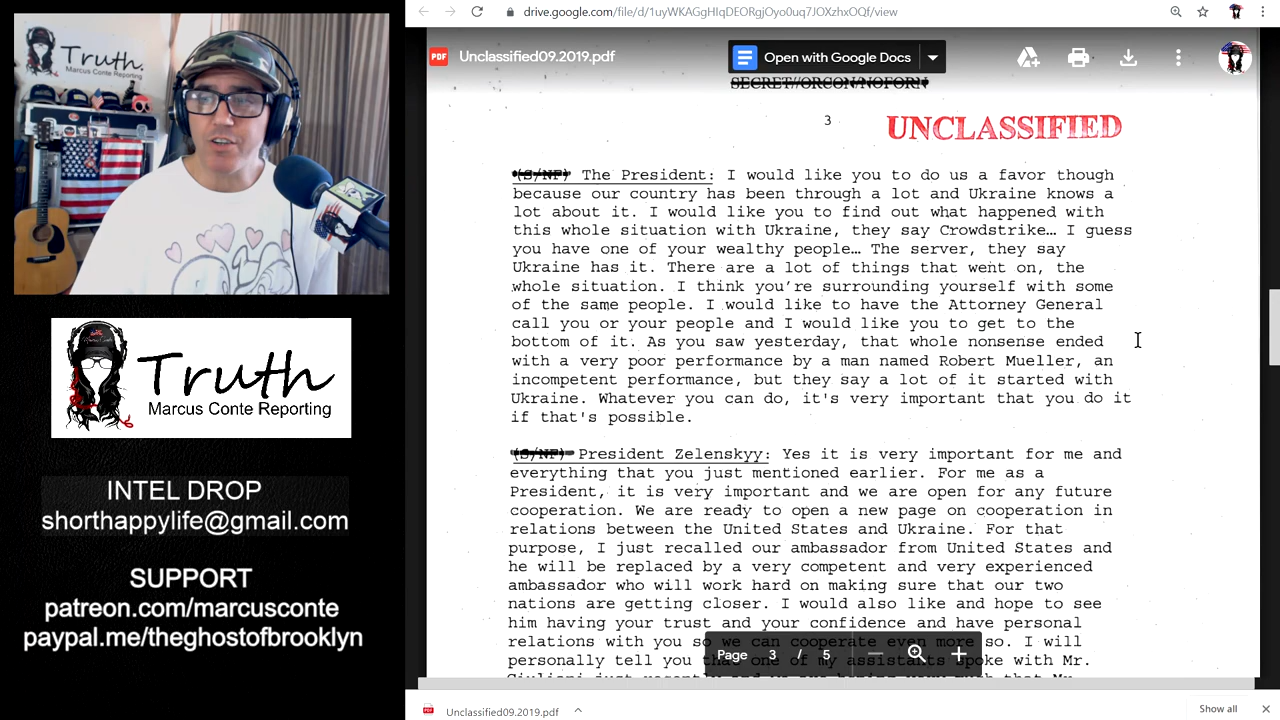 Truth.
Marcus Conte Reporting
Truth
Marcus Conte Reporting
INTEL DROP
shorthappylife@gmail.com
SUPPORT
patreon.com/marcusconte
paypal.me/theghostofbrooklyn
drive.google.com/file/d/1uyWKAGgHIqDEORgjOyo0uq7JOXzhxOQf/view
PDF
Unclassified09.2019.pdf
Open with Google Docs
SECRET//ORCON/NOFORN
3
UNCLASSIFIED
(S/NF) The President: I would like you to do us a favor though
because our country has been through a lot and Ukraine knows a
lot about it. I would like you to find out what happened with
this whole situation with Ukraine, they say Crowdstrike… I guess
you have one of your wealthy people… The server, they say
Ukraine has it. There are a lot of things that went on, the
whole situation. I think you're surrounding yourself with some
of the same people. I would like to have the Attorney General
call you or your people and I would like you to get to the
bottom of it. As you saw yesterday, that whole nonsense ended
with a very poor performance by a man named Robert Mueller, an
incompetent performance, but they say a lot of it started with
Ukraine. Whatever you can do, it's very important that you do it
if that's possible.
(S/NF) President Zelenskyy: Yes it is very important for me and
everything that you just mentioned earlier. For me as a
President, it is very important and we are open for any future
cooperation. We are ready to open a new page on cooperation in
relations between the United States and Ukraine. For that
purpose, I just recalled our ambassador from United States and
he will be replaced by a very competent and very experienced
ambassador who will work hard on making sure that our two
nations are getting closer. I would also like and hope to see
him having your trust and your confidence and have personal
relations with you so we can cooperate even more so. I will
personally tell you that one of my assistants spoke with Mr.
Page 3 / 5
Unclassified09.2019.pdf
Show all